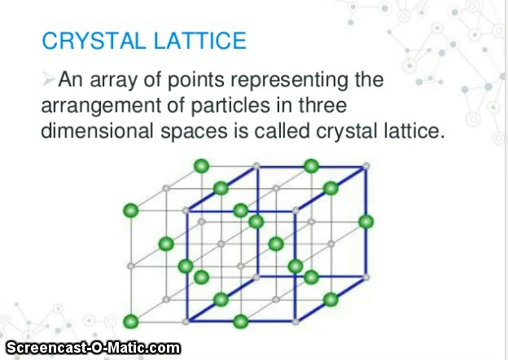 CRYSTAL LATTICE
An array of points representing the
arrangement of particles in three
dimensional spaces is called crystal lattice.
Screencast-O-Matic.com